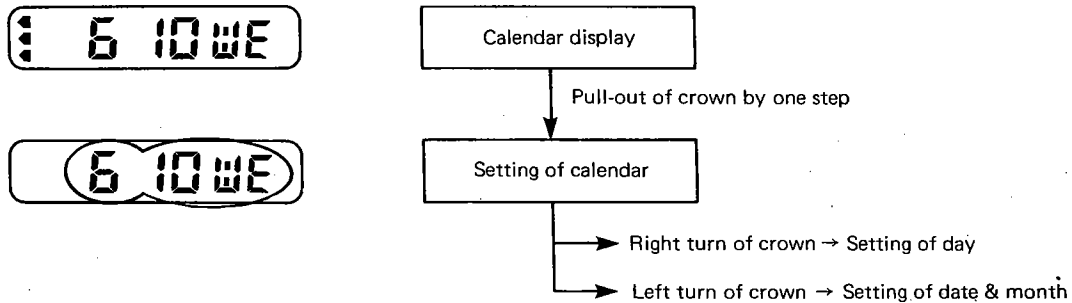 6 10 WE
Calendar display
Pull-out of crown by one step
6 10 WE
Setting of calendar
Right turn of crown → Setting of day
Left turn of crown → Setting of date & month